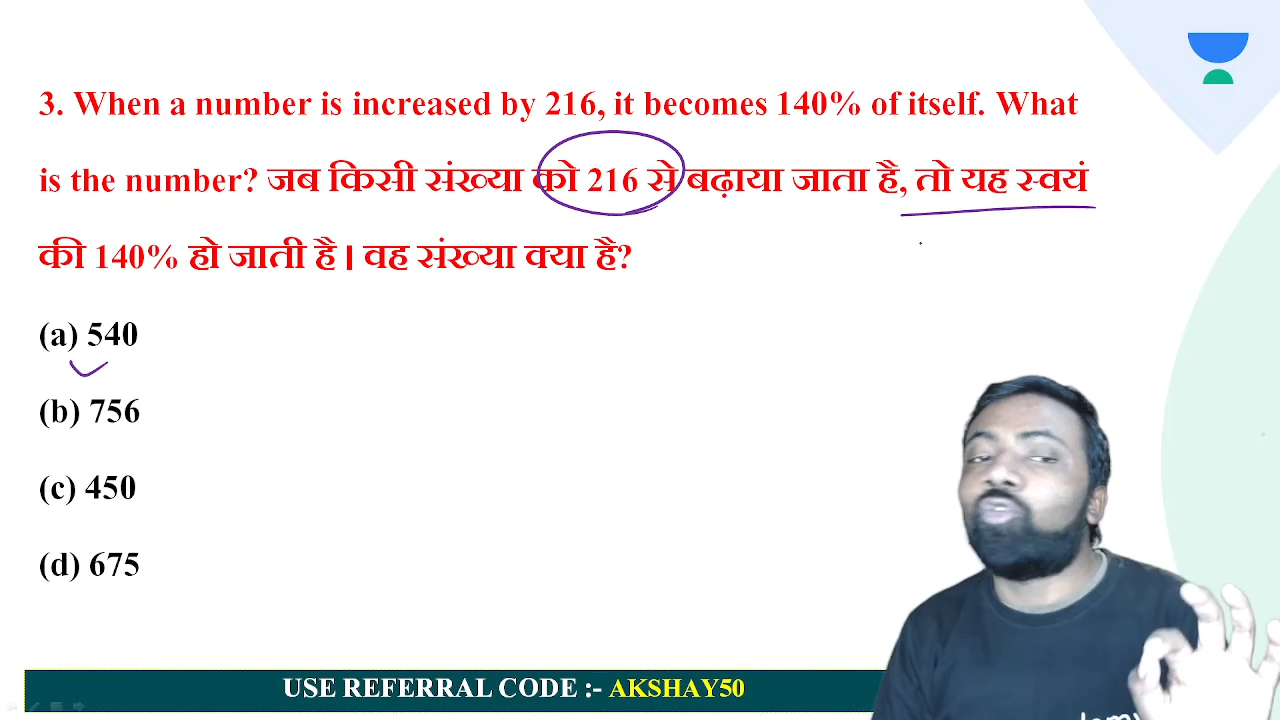 3. When a number is increased by 216, it becomes 140% of itself. What
is the number? जब किसी संख्या को 216 से बढ़ाया जाता है, तो यह स्वयं
की 140% हो जाती है। वह संख्या क्या है?
(a) 540
(b) 756
(c) 450
(d) 675
USE REFERRAL CODE :- AKSHAY50